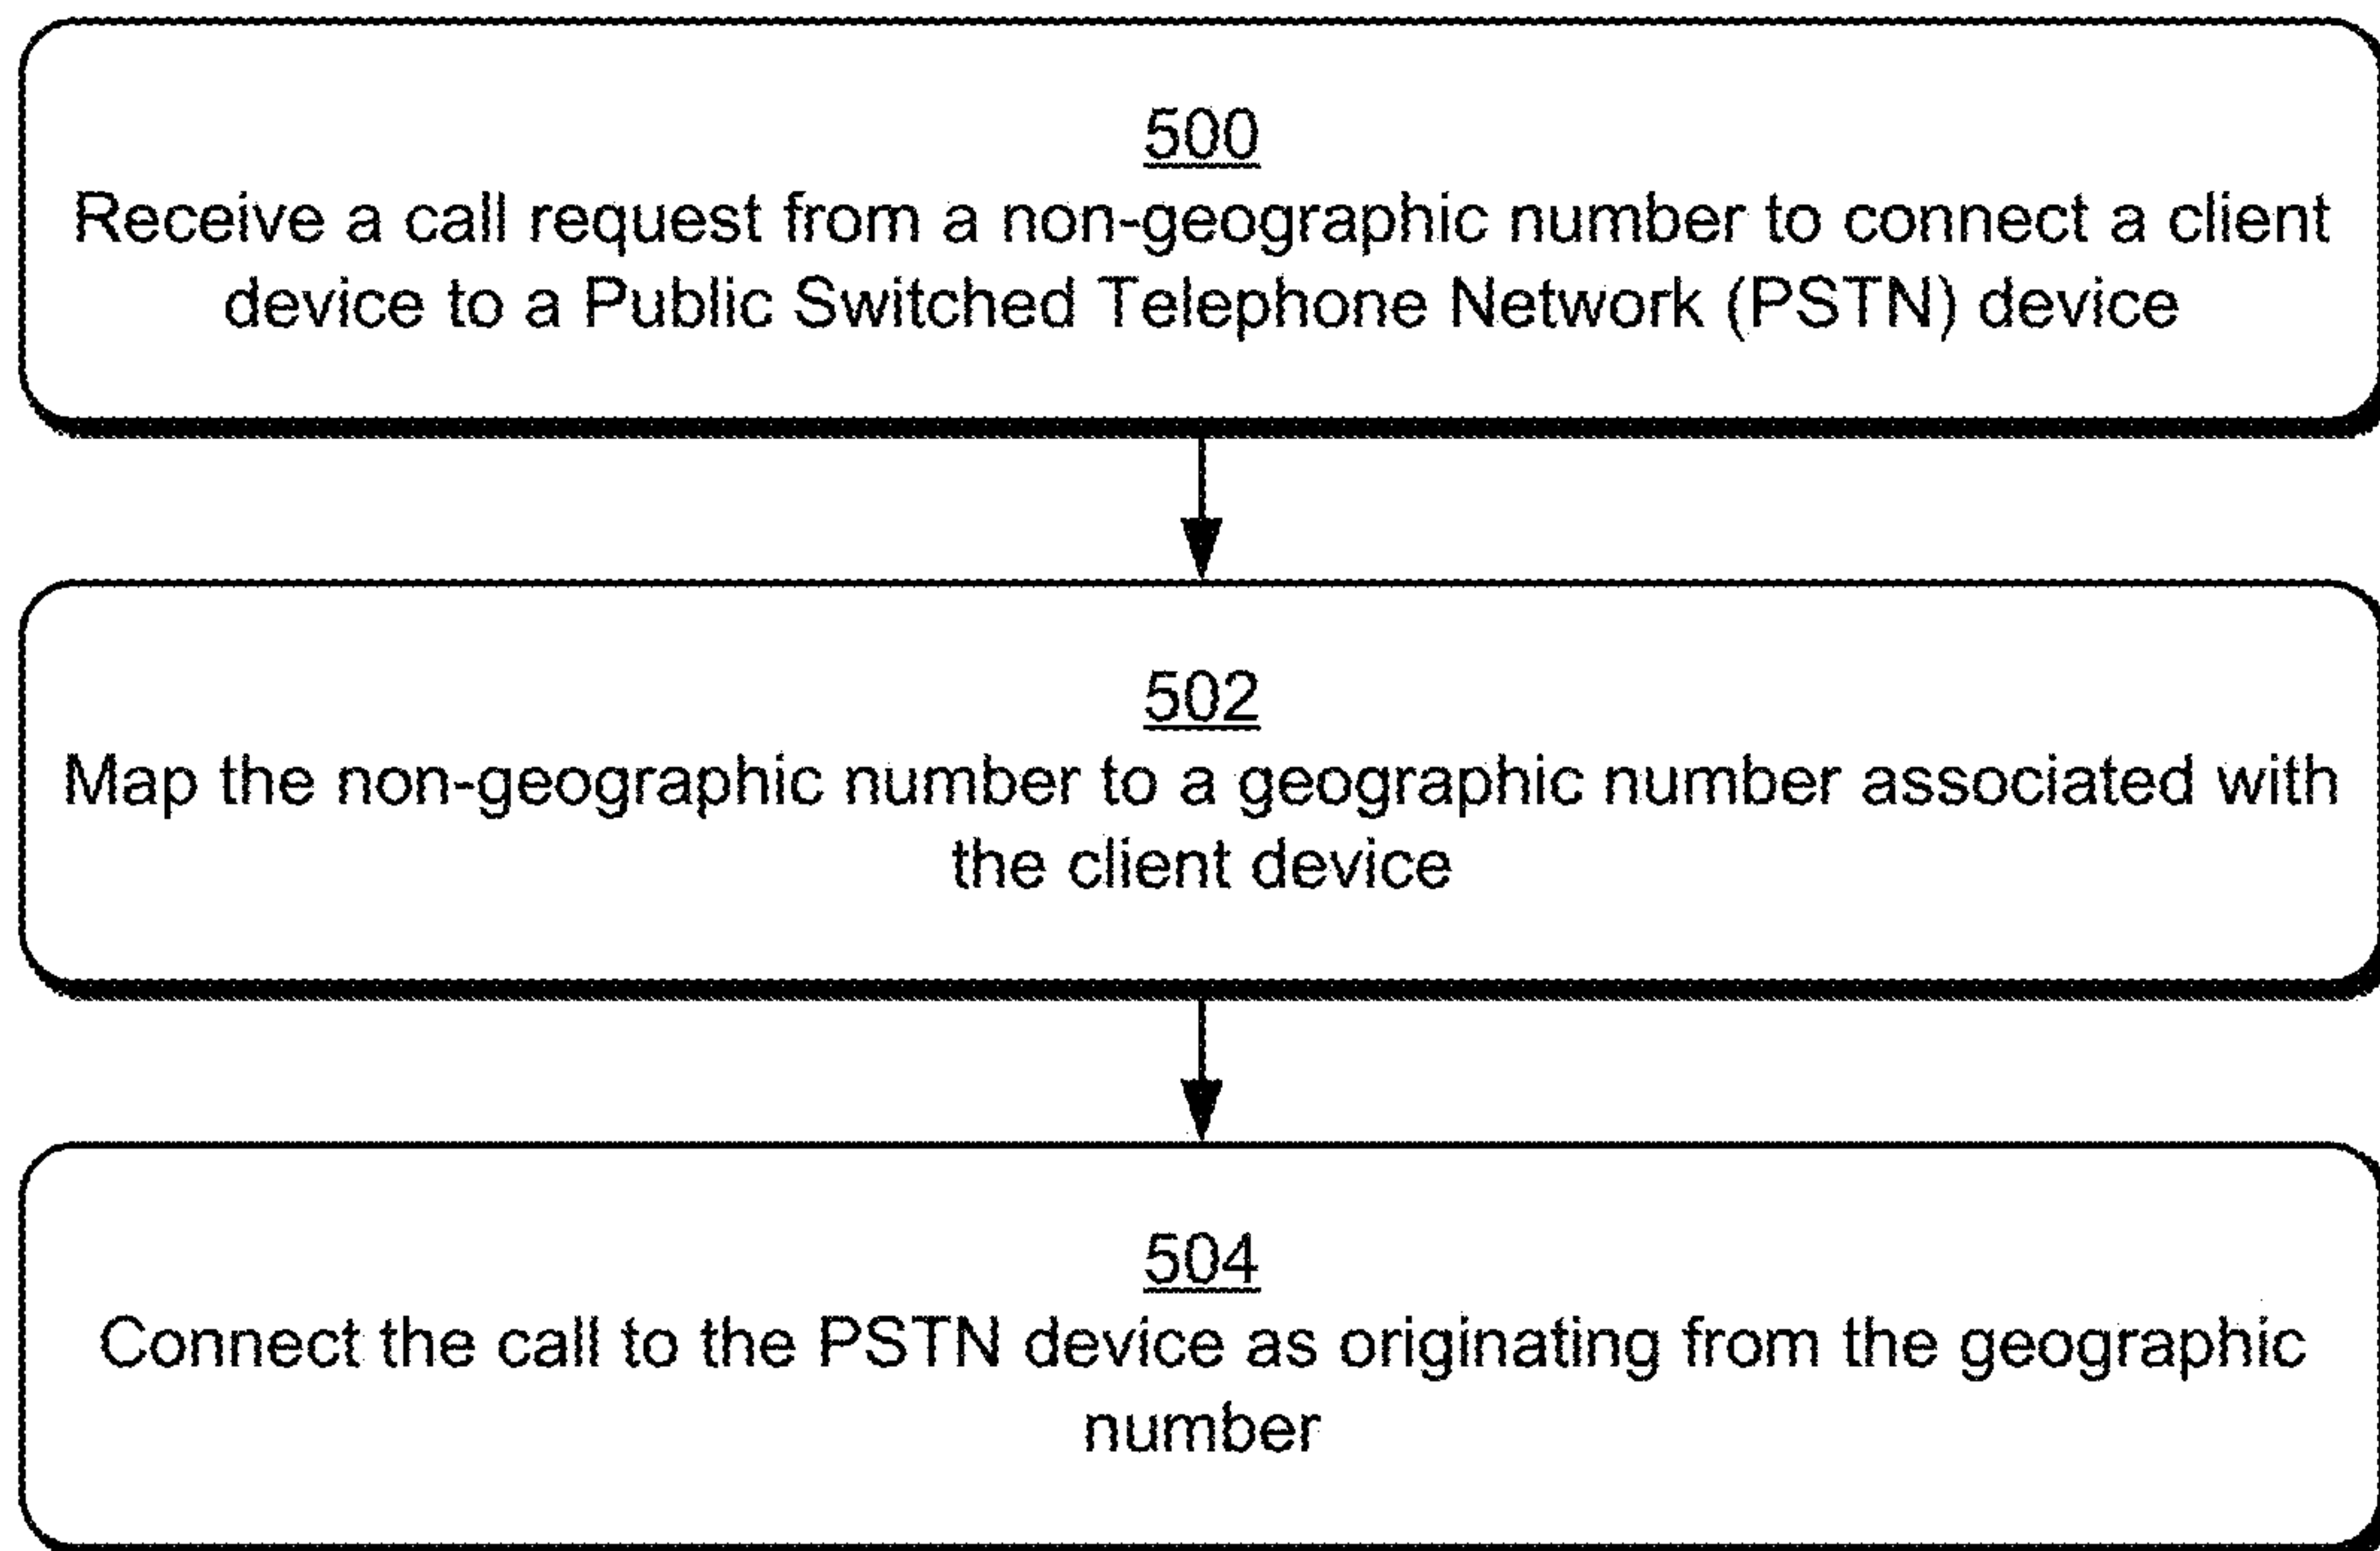 500
Receive a call request from a non-geographic number to connect a client
device to a Public Switched Telephone Network (PSTN) device
502
Map the non-geographic number to a geographic number associated with
the client device
504
Connect the call to the PSTN device as originating from the geographic
number